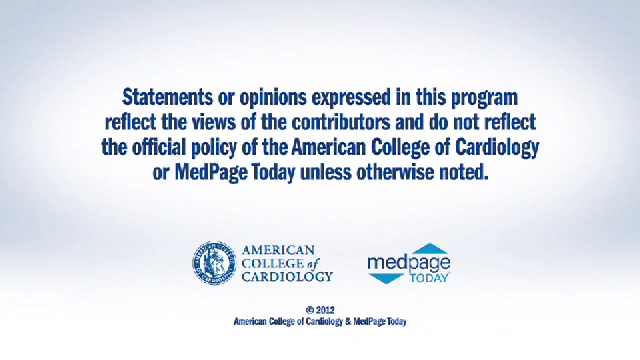 Statements or opinions expressed in this program
reflect the views of the contributors and do not reflect
the official policy of the American College of Cardiology
or MedPage Today unless otherwise noted.
AMERICAN
COLLEGE of
CARDIOLOGY
medpage
TODAY
© 2012
American College of Cardiology & MedPage Today